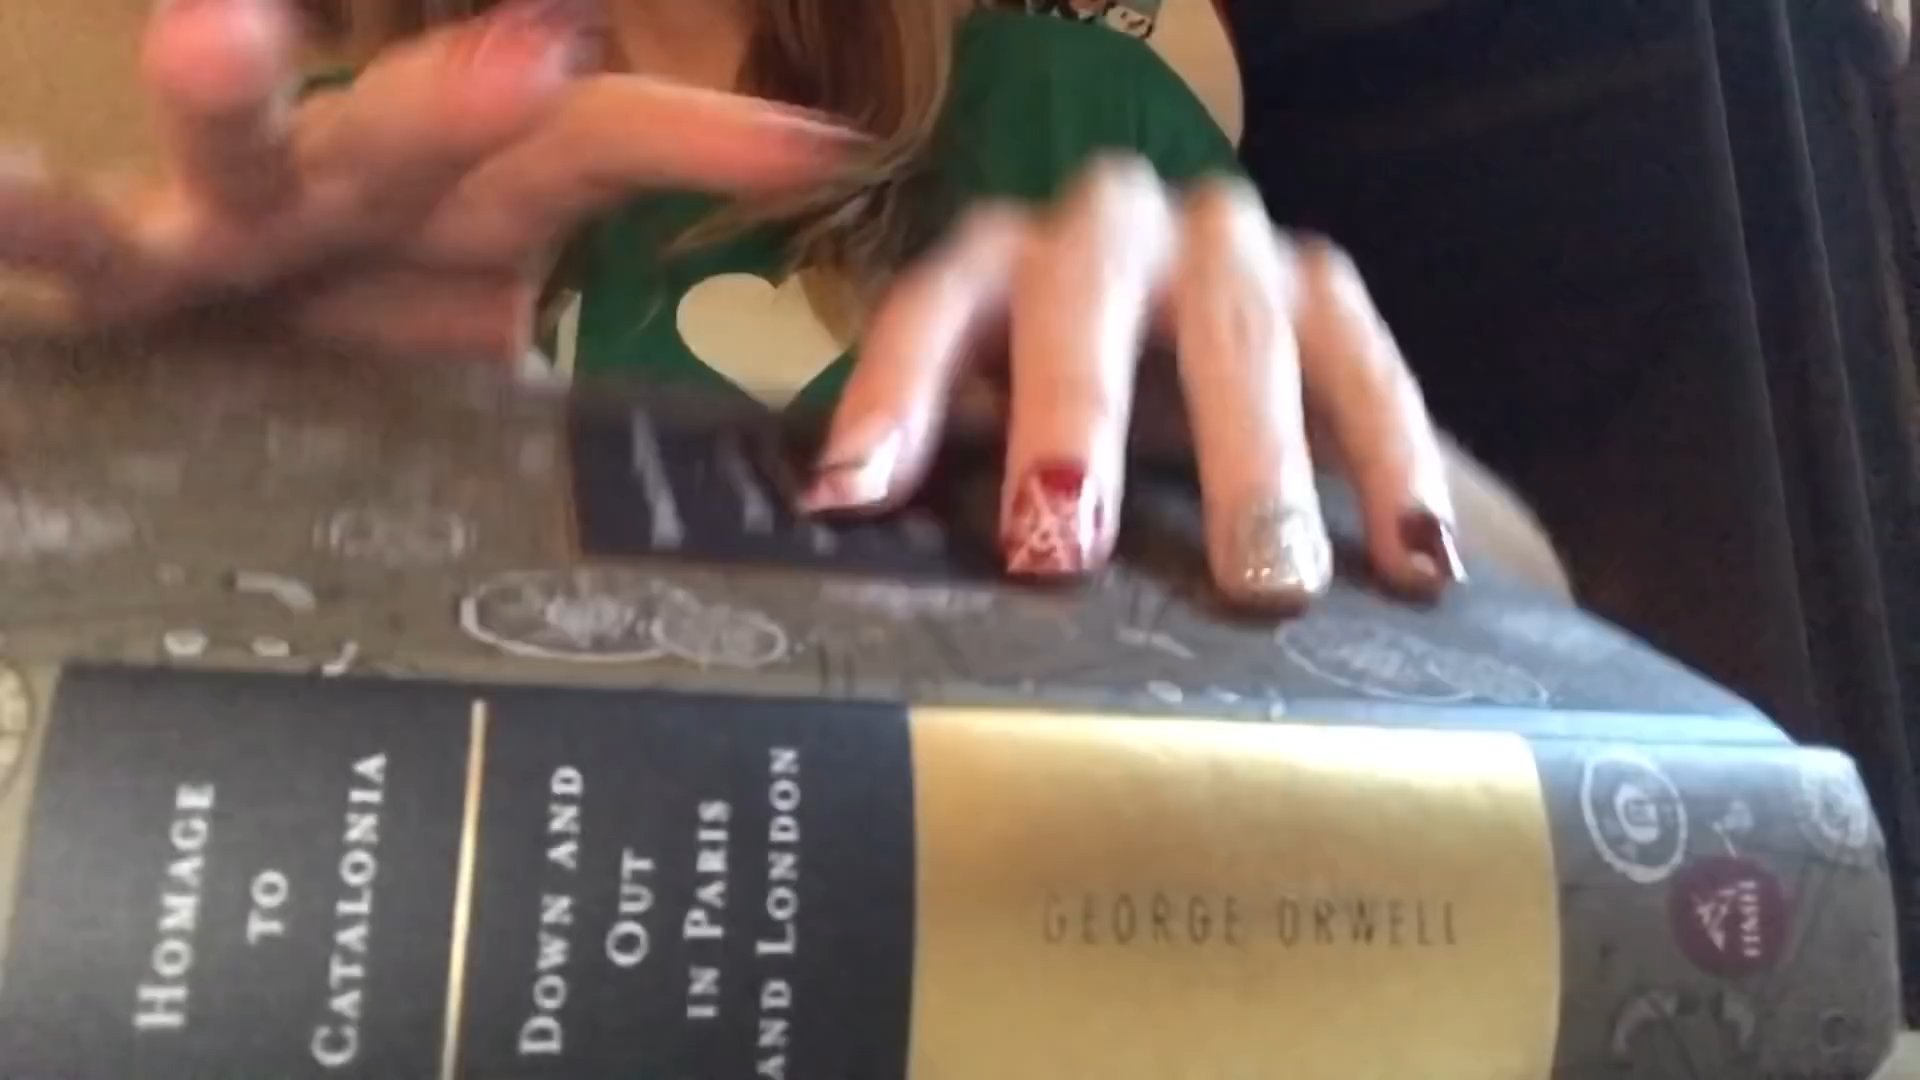 HOMAGE
TO
CATALONIA
DOWN AND
OUT
IN PARIS
AND LONDON
GEORGE ORWELL